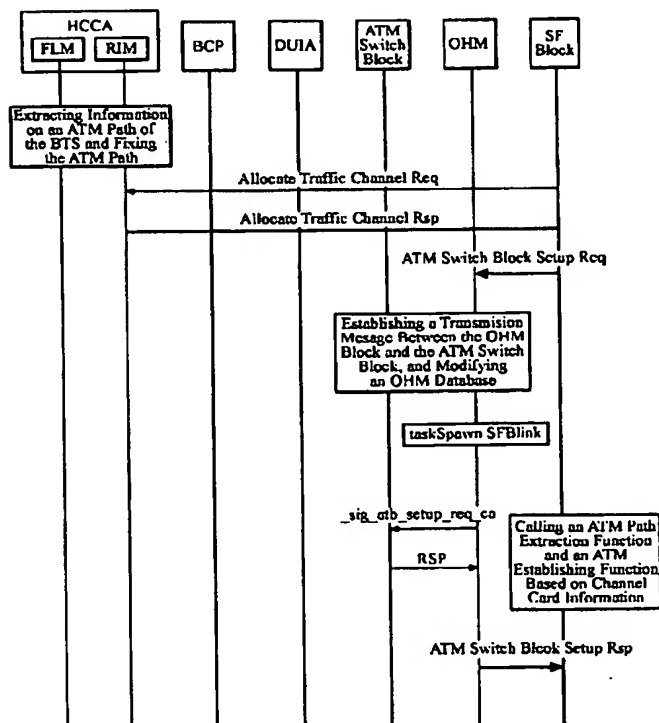 HCCA
FLM
RIM
BCP
DUIA
ATM
Switch
Block
OHM
SF
Block
Extracting Information
on an ATM Path of
the BTS and Fixing
the ATM Path
Allocate Traffic Channel Req
Allocate Traffic Channel Rsp
ATM Switch Block Setup Req
Establishing a Transmision
Message Between the OHM
Block and the ATM Switch
Block, and Modifying
an OHM Database
taskSpawn SFBlink
_sig_atb_setup_req_ca
RSP
Calling an ATM Path
Extraction Function
and an ATM
Establishing Function
Based on Channel
Card Information
ATM Switch Block Setup Rsp